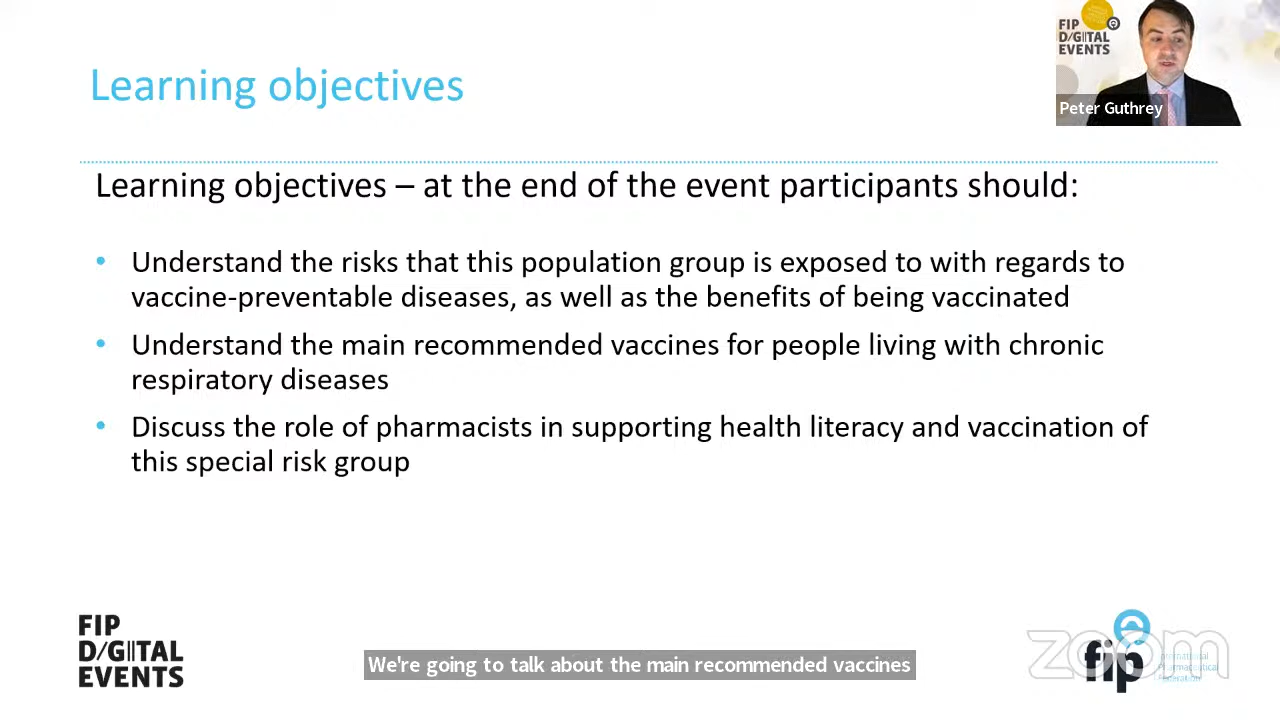 Learning objectives
FIP
D/GITAL
EVENTS
Peter Guthrey
Learning objectives – at the end of the event participants should:
• Understand the risks that this population group is exposed to with regards to
vaccine-preventable diseases, as well as the benefits of being vaccinated
• Understand the main recommended vaccines for people living with chronic
respiratory diseases
• Discuss the role of pharmacists in supporting health literacy and vaccination of
this special risk group
FIP
D/GITAL
EVENTS
We're going to talk about the main recommended vaccines
zoom
fip
International
Pharmaceutical
Federation